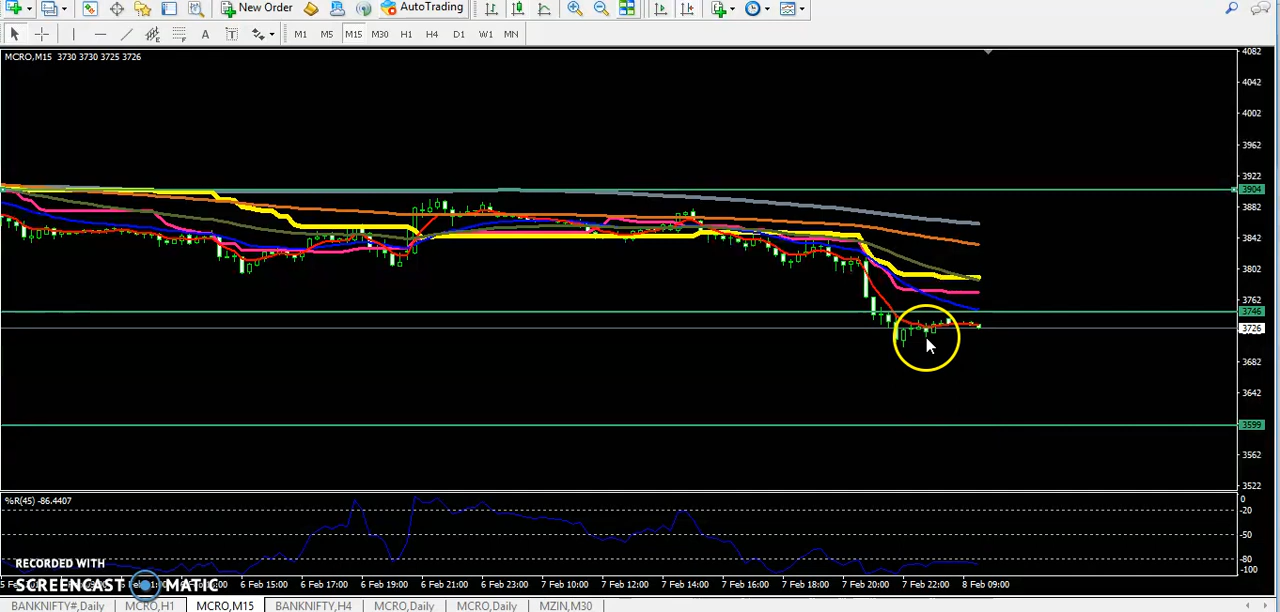 New Order
AutoTrading
A
T
M1 M5 M15 M30 H1 H4 D1 W1 MN
MCRO,M15 3730 3730 3725 3726
4082
4042
4002
3962
3922
3904
3882
3842
3802
3762
3746
3726
3682
3642
3599
3562
3522
%R(45) -86.4407
0
-20
-50
-80
-100
RECORDED WITH
SCREENCAST MATIC
6 Feb 15:00 6 Feb 17:00 6 Feb 19:00 6 Feb 21:00 6 Feb 23:00 7 Feb 10:00 7 Feb 12:00 7 Feb 14:00 7 Feb 16:00 7 Feb 18:00 7 Feb 20:00 7 Feb 22:00 8 Feb 09:00
BANKNIFTY#,Daily MCRO,H1 MCRO,M15 BANKNIFTY,H4 MCRO,Daily MCRO,Daily MZIN,M30